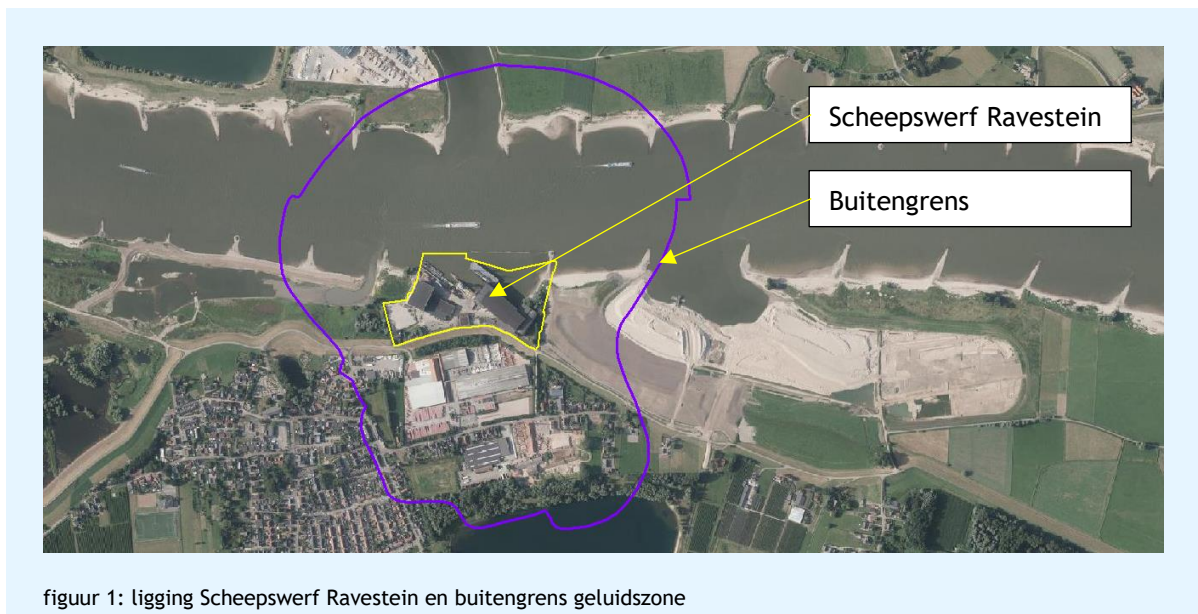 Scheepswerf Ravestein
Buitengrens
figuur 1: ligging Scheepswerf Ravestein en buitengrens geluidszone